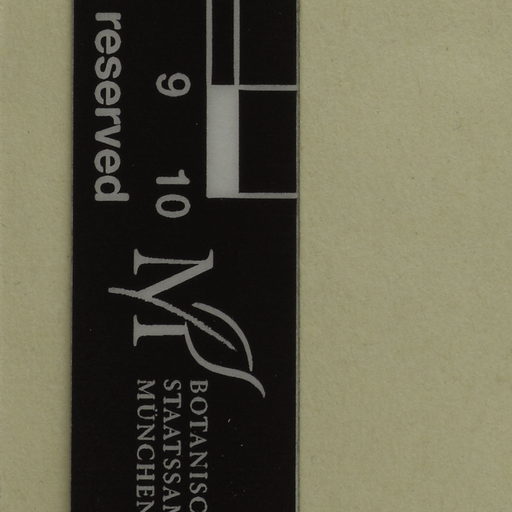 reserved
9 10
BOTANISC
STAATSSAM
MÜNCHEN